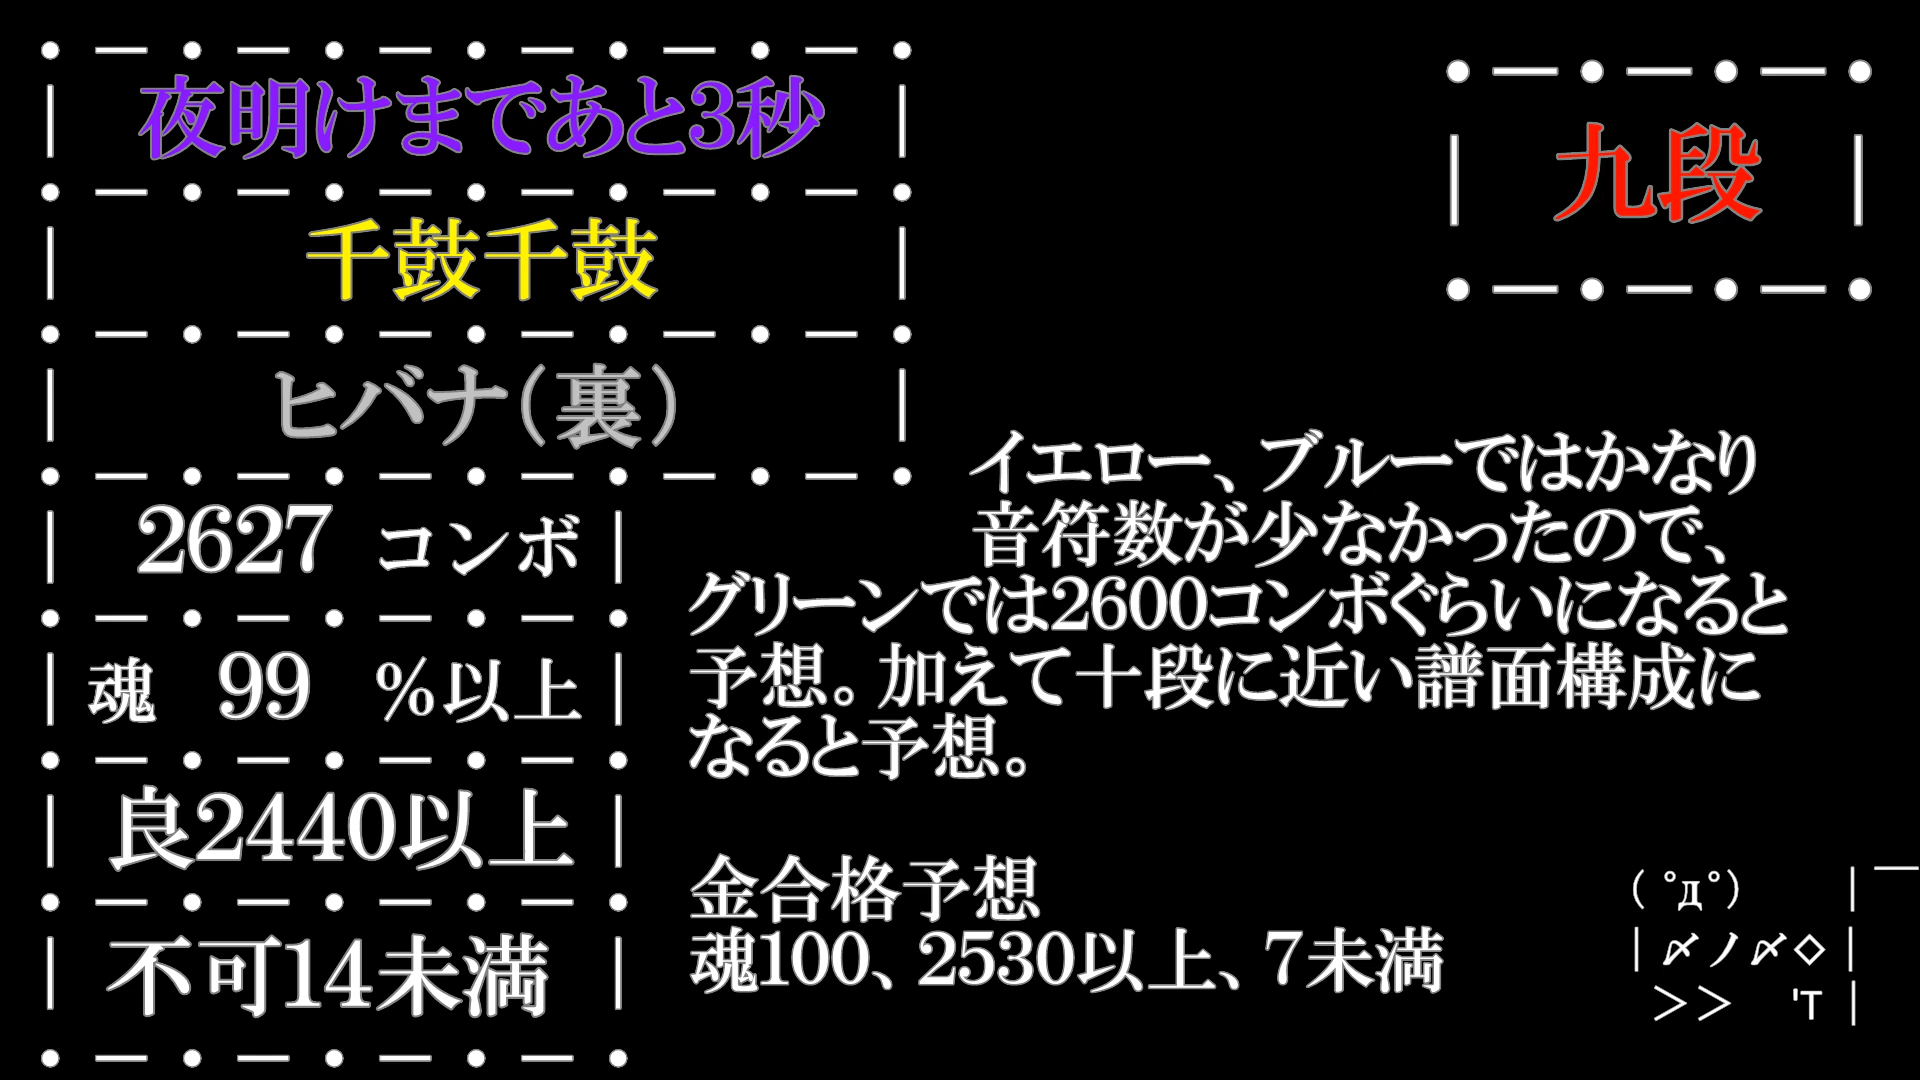 夜明けまであと3秒
千鼓千鼓
ヒバナ（裏）
2627 コンボ
魂 99 %以上
良2440以上
不可14未満
九段
イエロー、ブルーではかなり
音符数が少なかったので、
グリーンでは2600コンボぐらいになると
予想。加えて十段に近い譜面構成に
なると予想。
金合格予想
魂100、2530以上、7未満
( ﾟдﾟ) |￣
| 〆ノ〆◇ |
＞＞ 'T |